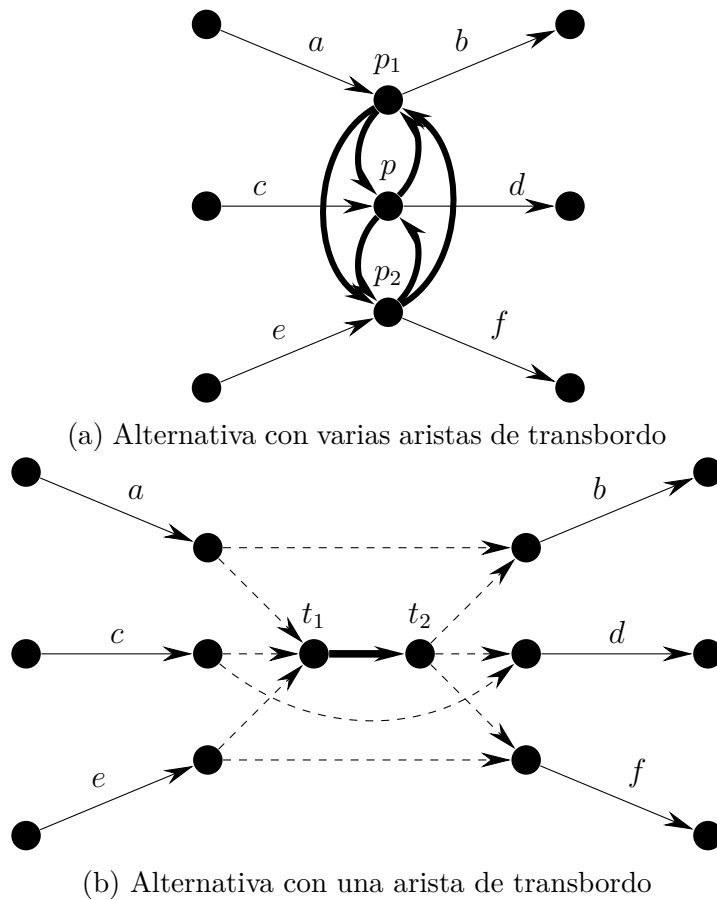 a
b
p₁
p
c
d
p₂
e
f
(a) Alternativa con varias aristas de transbordo
a
b
t₁
t₂
c
d
e
f
(b) Alternativa con una arista de transbordo